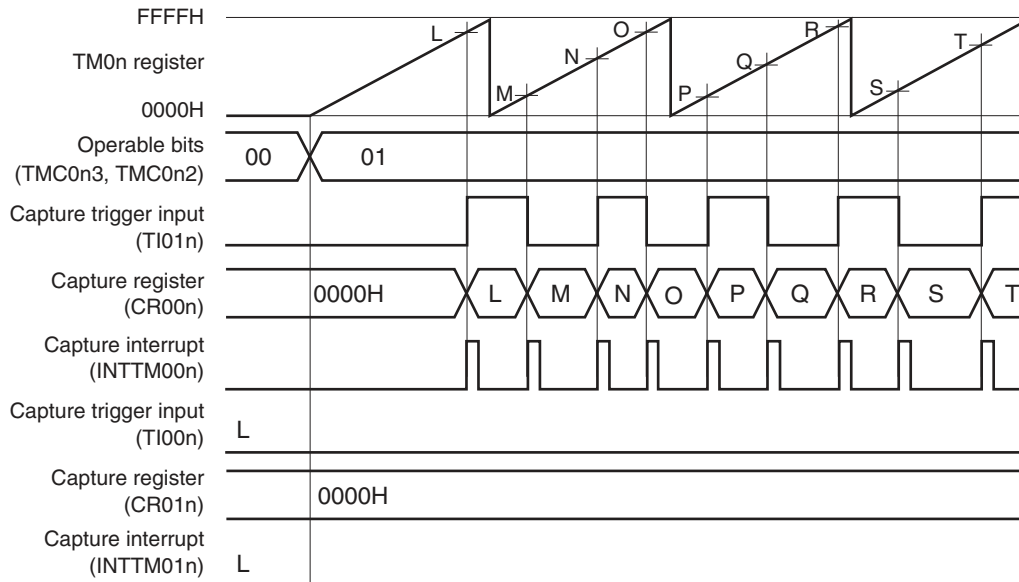 FFFFH
TM0n register
0000H
L
M
N
O
P
Q
R
S
T
Operable bits
(TMC0n3, TMC0n2)
00
01
Capture trigger input
(TI01n)
Capture register
(CR00n)
0000H
L
M
N
O
P
Q
R
S
T
Capture interrupt
(INTTM00n)
Capture trigger input
(TI00n)
L
Capture register
(CR01n)
0000H
Capture interrupt
(INTTM01n)
L